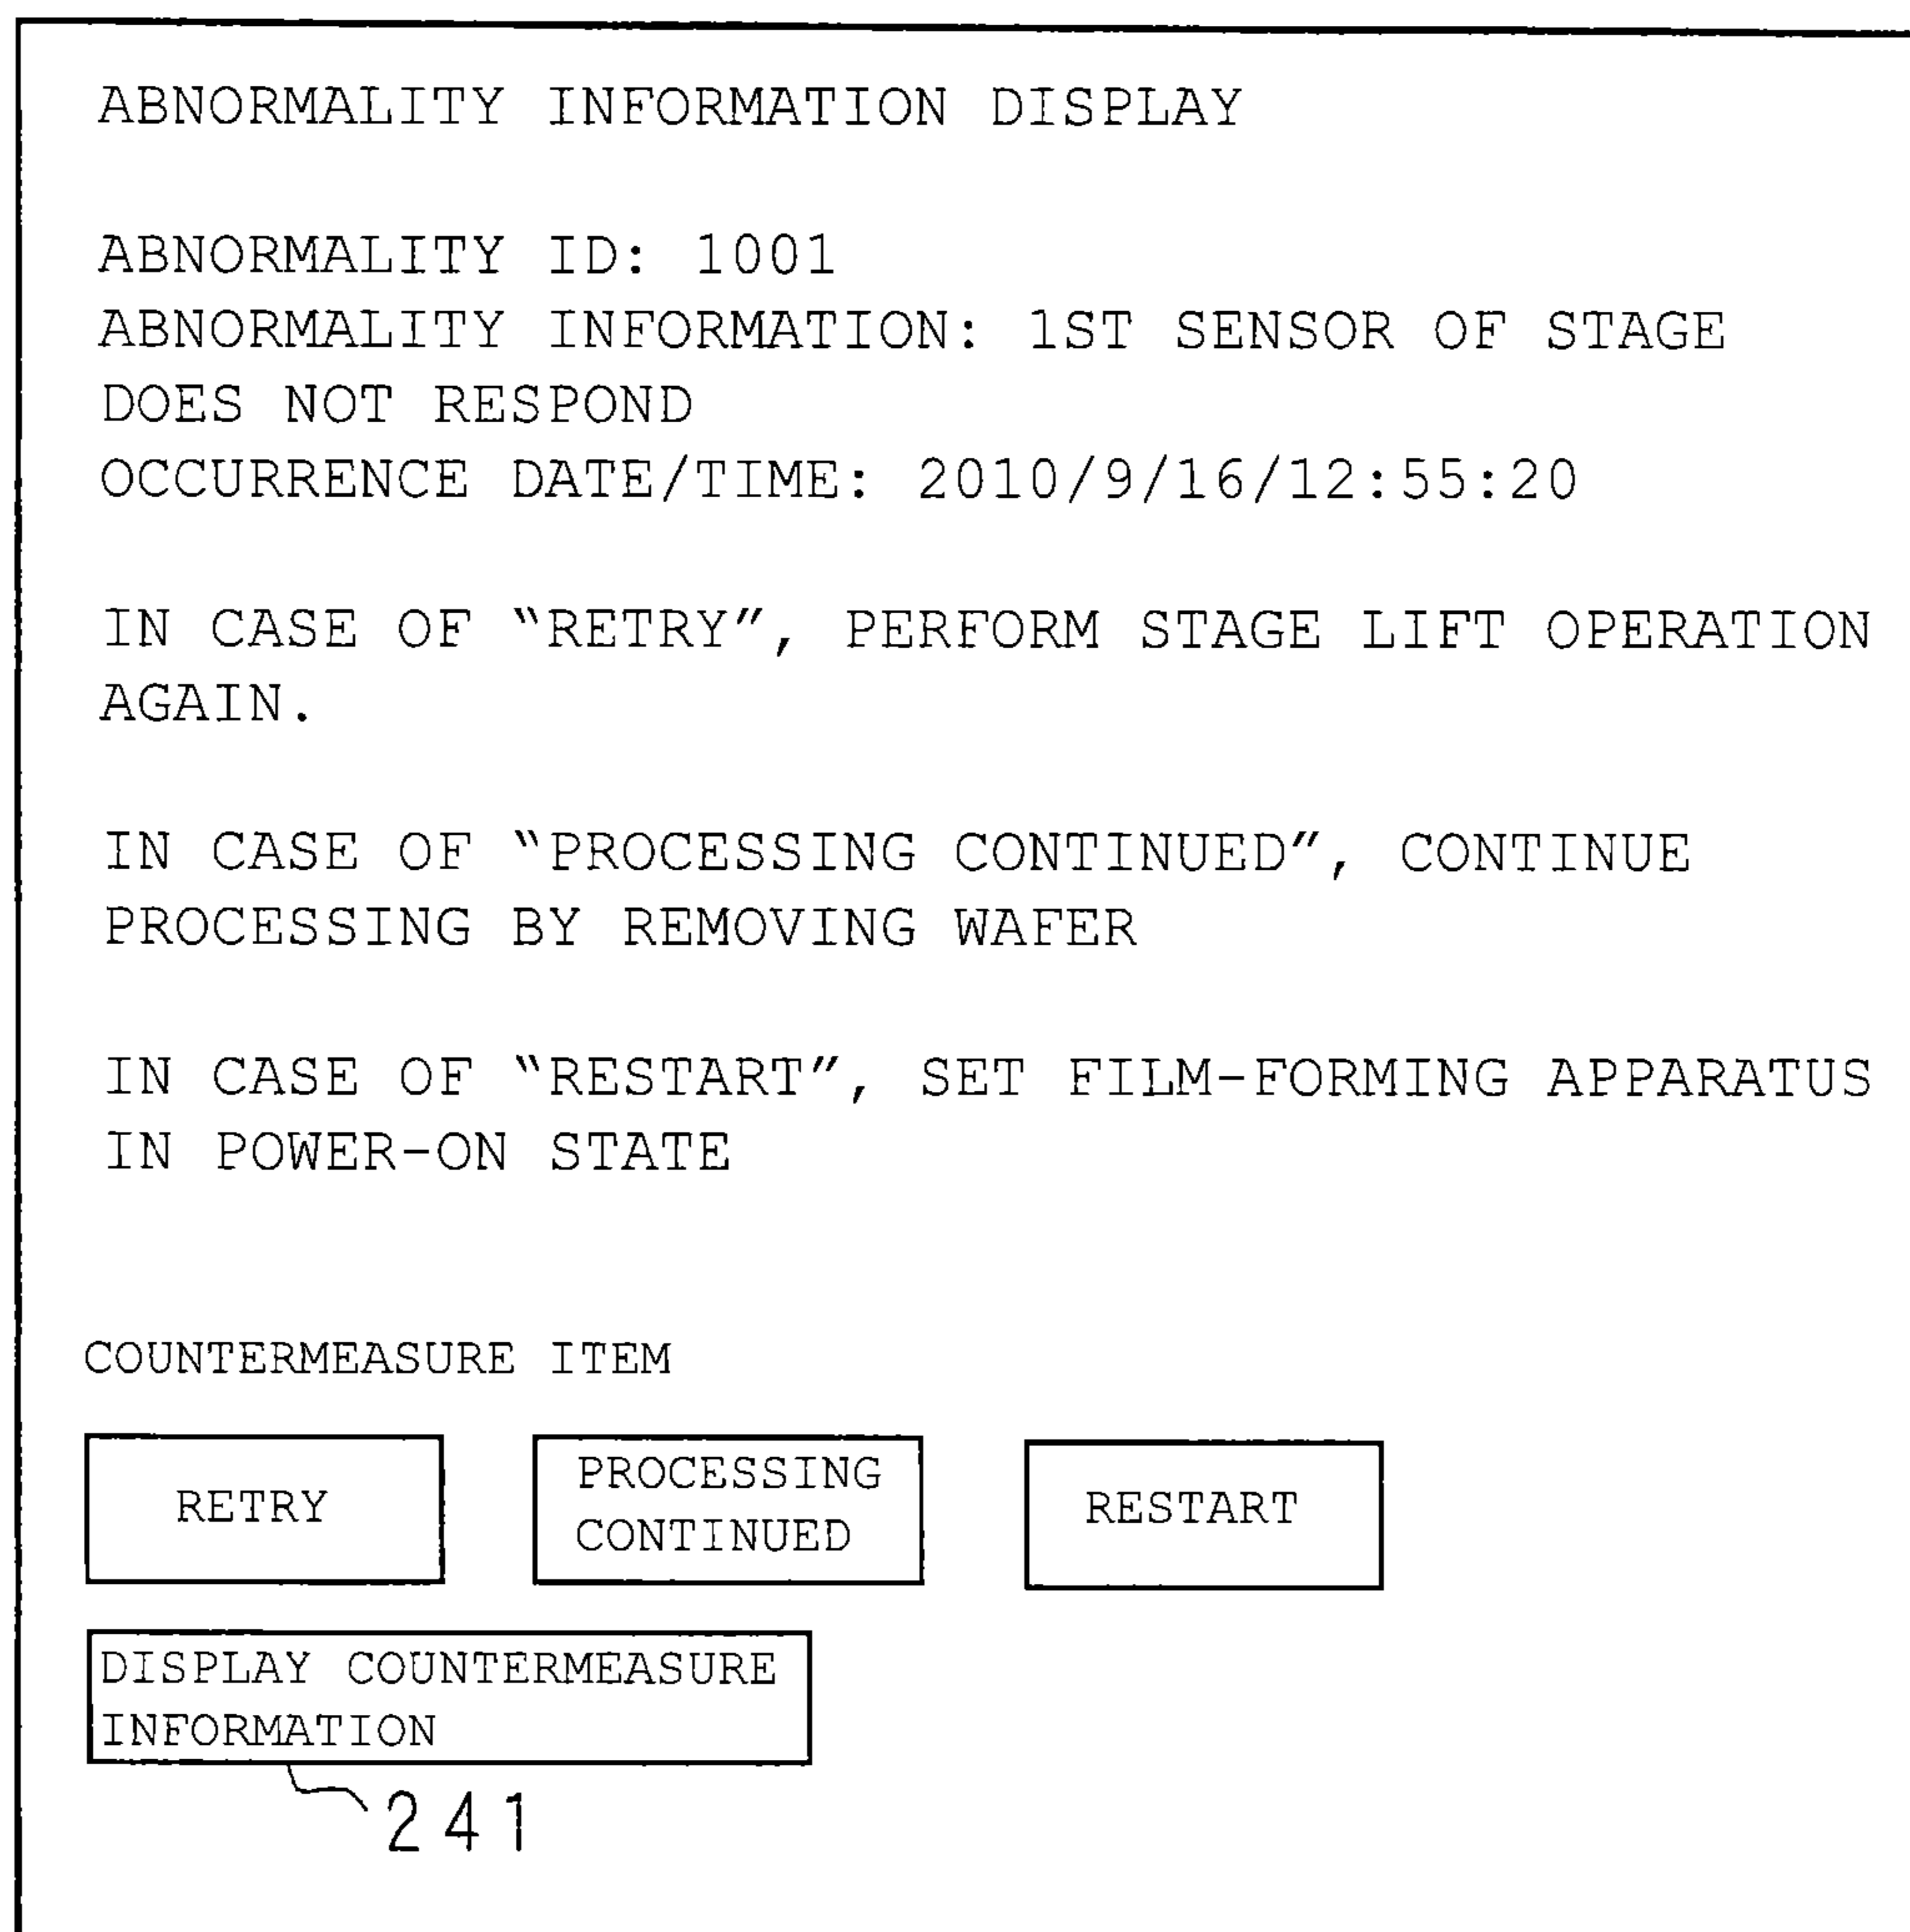 ABNORMALITY INFORMATION DISPLAY
ABNORMALITY ID: 1001
ABNORMALITY INFORMATION: 1ST SENSOR OF STAGE
DOES NOT RESPOND
OCCURRENCE DATE/TIME: 2010/9/16/12:55:20
IN CASE OF "RETRY", PERFORM STAGE LIFT OPERATION
AGAIN.
IN CASE OF "PROCESSING CONTINUED", CONTINUE
PROCESSING BY REMOVING WAFER
IN CASE OF "RESTART", SET FILM-FORMING APPARATUS
IN POWER-ON STATE
COUNTERMEASURE ITEM
RETRY
PROCESSING
CONTINUED
RESTART
DISPLAY COUNTERMEASURE
INFORMATION
241